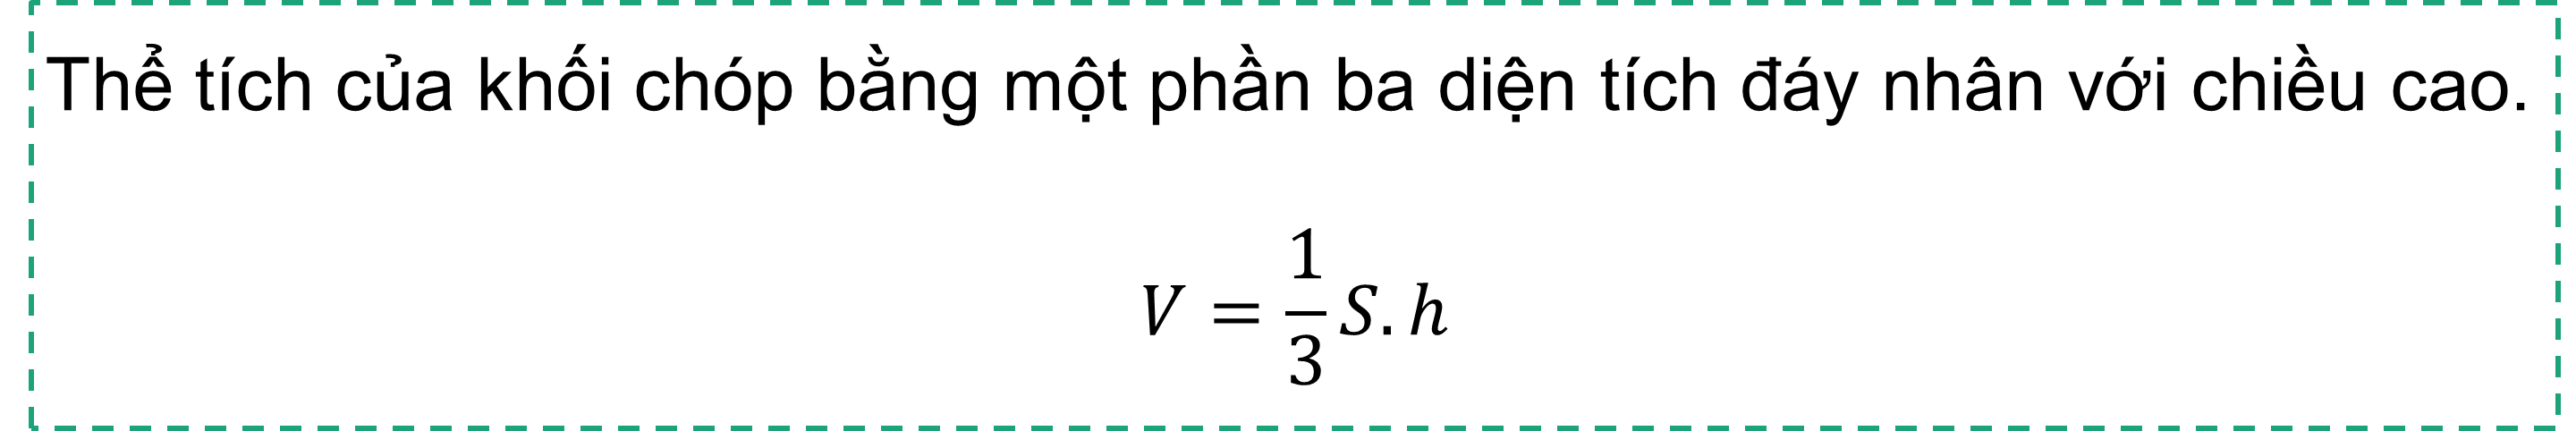 Thể tích của khối chóp bằng một phần ba diện tích đáy nhân với chiều cao.
V = 1/3 S.h